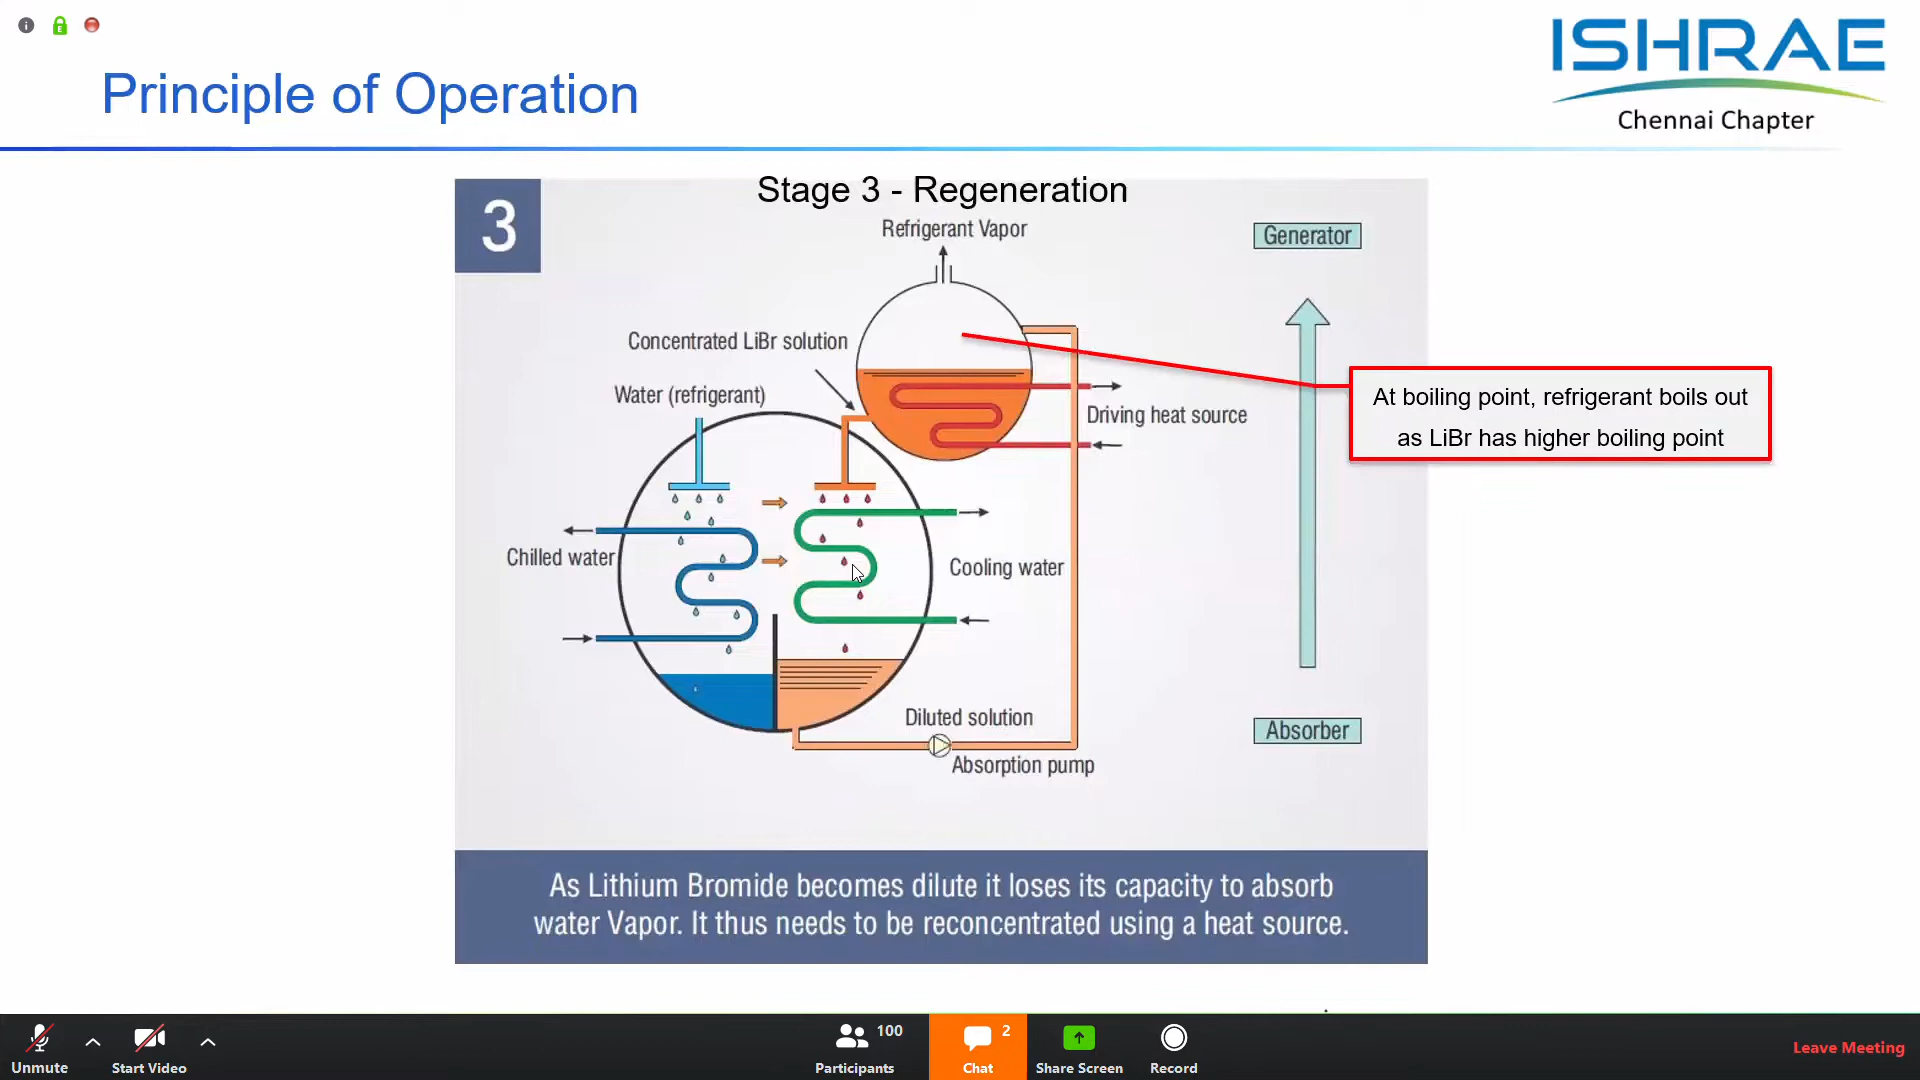 ISHRAE
Chennai Chapter
Principle of Operation
3
Stage 3 - Regeneration
Refrigerant Vapor
Generator
Concentrated LiBr solution
Water (refrigerant)
Driving heat source
At boiling point, refrigerant boils out
as LiBr has higher boiling point
Chilled water
Cooling water
Diluted solution
Absorption pump
Absorber
As Lithium Bromide becomes dilute it loses its capacity to absorb
water Vapor. It thus needs to be reconcentrated using a heat source.
Unmute
Start Video
100
Participants
2
Chat
Share Screen
Record
Leave Meeting